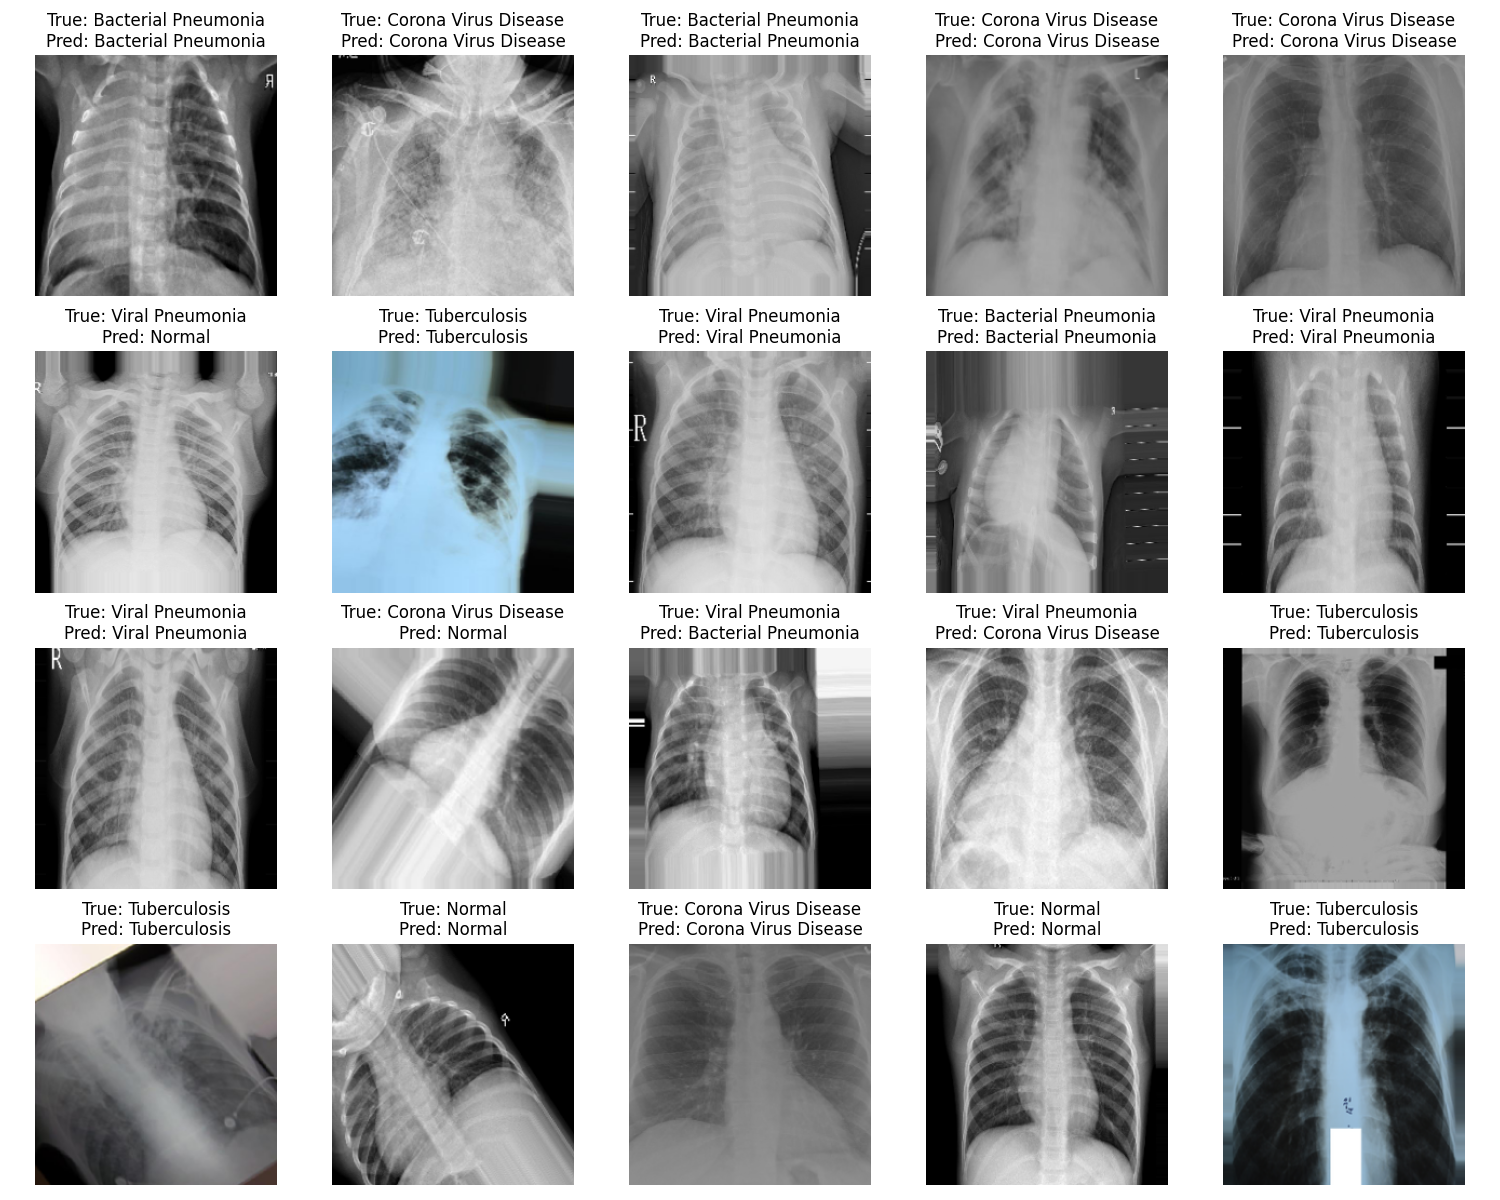 True: Bacterial Pneumonia
Pred: Bacterial Pneumonia
True: Corona Virus Disease
Pred: Corona Virus Disease
True: Bacterial Pneumonia
Pred: Bacterial Pneumonia
True: Corona Virus Disease
Pred: Corona Virus Disease
True: Corona Virus Disease
Pred: Corona Virus Disease
R
R
L
True: Viral Pneumonia
Pred: Normal
True: Tuberculosis
Pred: Tuberculosis
True: Viral Pneumonia
Pred: Viral Pneumonia
True: Bacterial Pneumonia
Pred: Bacterial Pneumonia
True: Viral Pneumonia
Pred: Viral Pneumonia
R
R
True: Viral Pneumonia
Pred: Viral Pneumonia
True: Corona Virus Disease
Pred: Normal
True: Viral Pneumonia
Pred: Bacterial Pneumonia
True: Viral Pneumonia
Pred: Corona Virus Disease
True: Tuberculosis
Pred: Tuberculosis
R
True: Tuberculosis
Pred: Tuberculosis
True: Normal
Pred: Normal
True: Corona Virus Disease
Pred: Corona Virus Disease
True: Normal
Pred: Normal
True: Tuberculosis
Pred: Tuberculosis